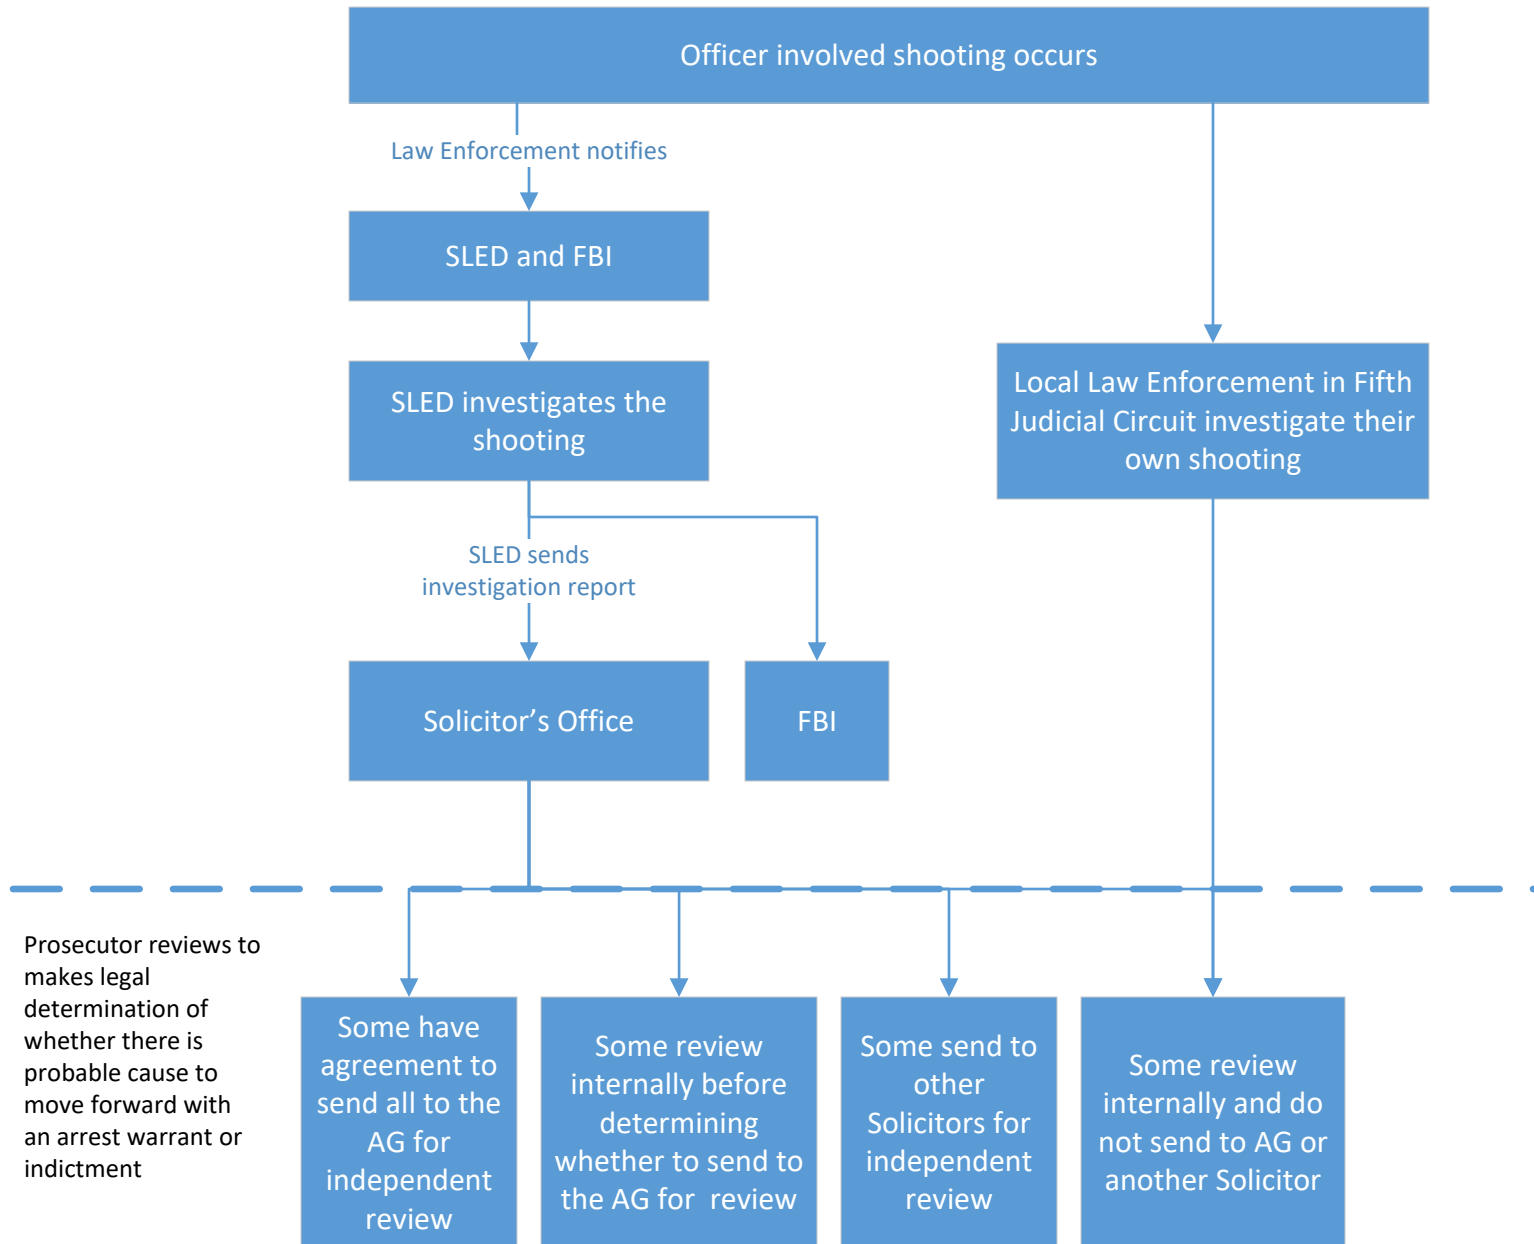 Officer involved shooting occurs
Law Enforcement notifies
SLED and FBI
SLED investigates the
shooting
Local Law Enforcement in Fifth
Judicial Circuit investigate their
own shooting
SLED sends
investigation report
Solicitor’s Office
FBI
Prosecutor reviews to
makes legal
determination of
whether there is
probable cause to
move forward with
an arrest warrant or
indictment
Some have
agreement to
send all to the
AG for
independent
review
Some review
internally before
determining
whether to send to
the AG for  review
Some send to
other
Solicitors for
independent
review
Some review
internally and do
not send to AG or
another Solicitor